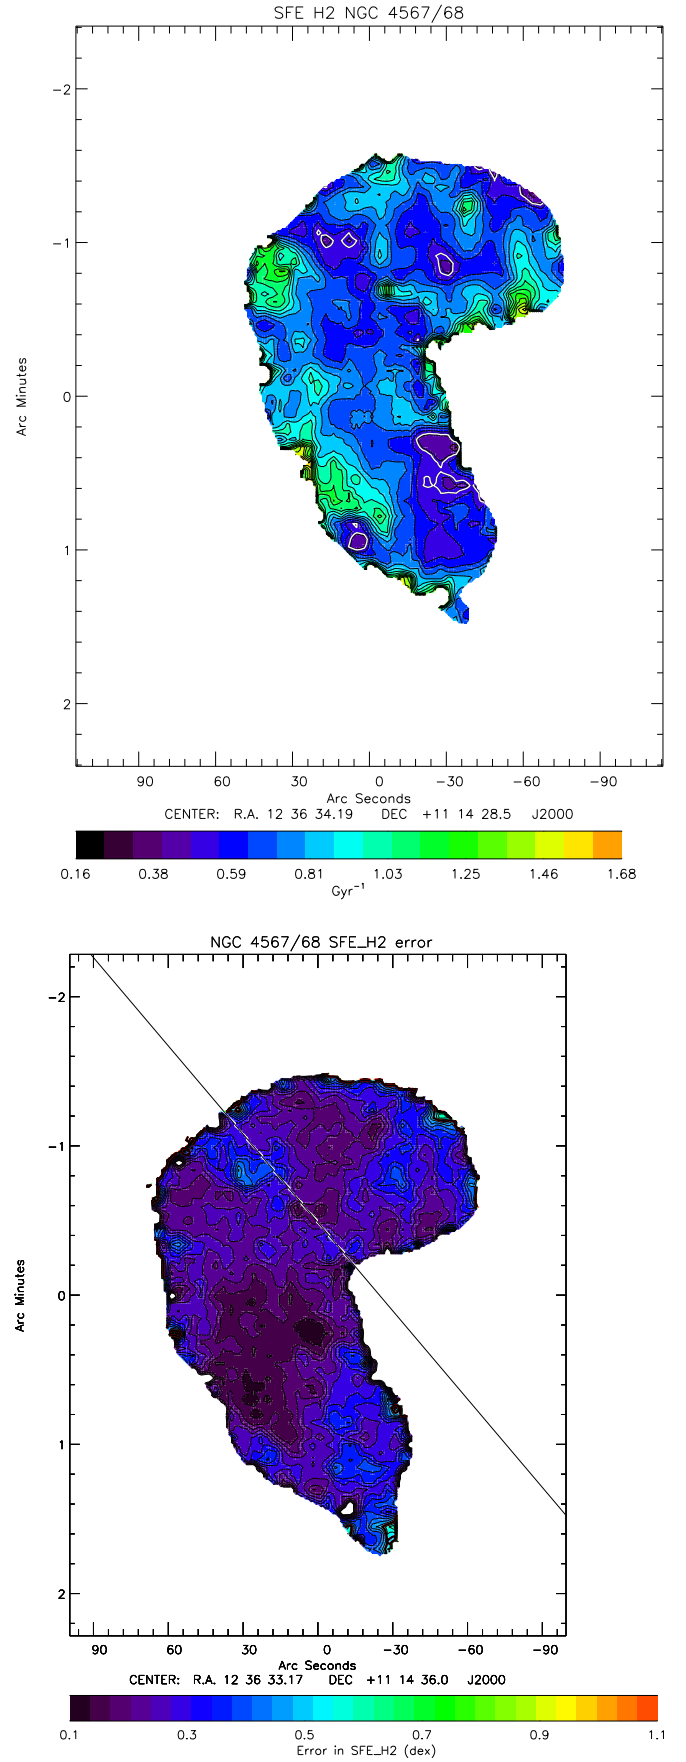 SFE H2 NGC 4567/68
−2
−1
0
1
2
Arc Minutes
90 60 30 0 −30 −60 −90
Arc Seconds
CENTER: R.A. 12 36 34.19 DEC +11 14 28.5 J2000
0.16 0.38 0.59 0.81 1.03 1.25 1.46 1.68
Gyr⁻¹
NGC 4567/68 SFE_H2 error
−2
−1
0
1
2
Arc Minutes
90 60 30 0 −30 −60 −90
Arc Seconds
CENTER: R.A. 12 36 33.17 DEC +11 14 36.0 J2000
0.1 0.3 0.5 0.7 0.9 1.1
Error in SFE_H2 (dex)